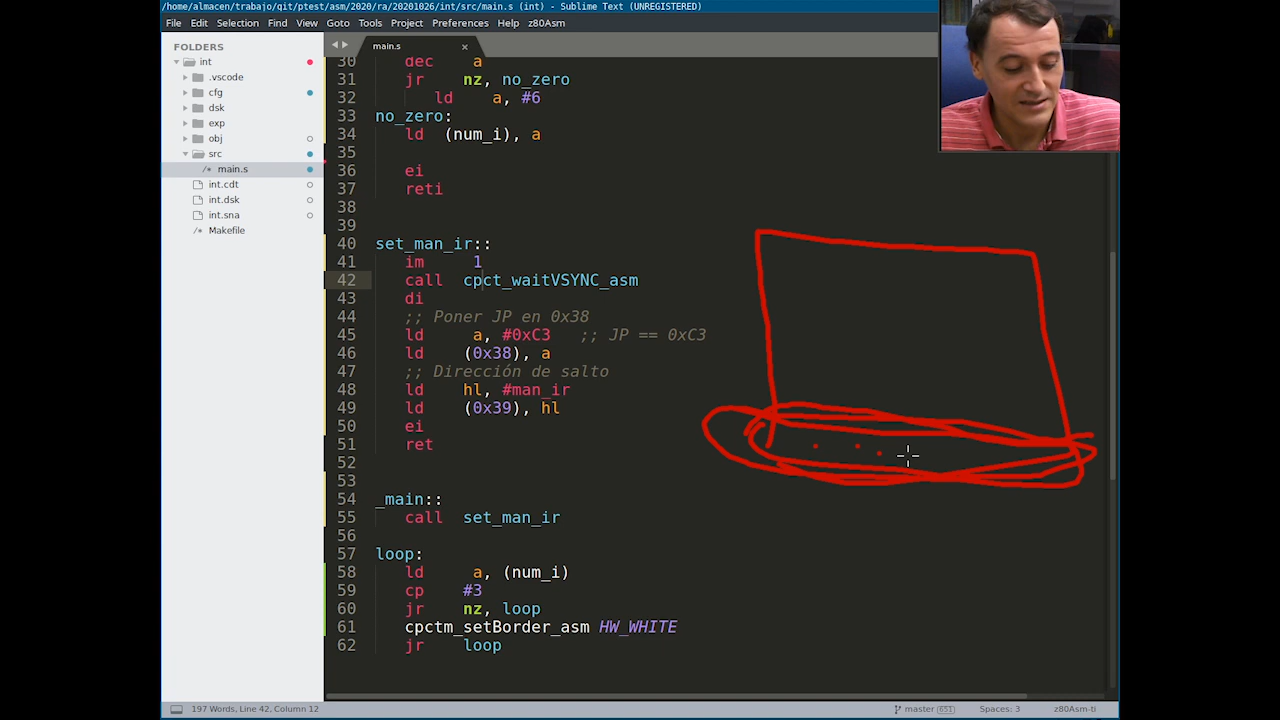 /home/almacen/trabajo/git/ptest/asm/2020/ra/20201026/int/src/main.s (int) - Sublime Text (UNREGISTERED)
File Edit Selection Find View Goto Tools Project Preferences Help z80Asm
FOLDERS
int
.vscode
cfg
dsk
exp
obj
src
/* main.s
int.cdt
int.dsk
int.sna
/* Makefile
main.s ×
30 dec a
31 jr nz, no_zero
32 ld a, #6
33 no_zero:
34 ld (num_i), a
35
36 ei
37 reti
38
39
40 set_man_ir::
41 im 1
42 call cpct_waitVSYNC_asm
43 di
44 ;; Poner JP en 0x38
45 ld a, #0xC3 ;; JP == 0xC3
46 ld (0x38), a
47 ;; Dirección de salto
48 ld hl, #man_ir
49 ld (0x39), hl
50 ei
51 ret
52
53
54 _main::
55 call set_man_ir
56
57 loop:
58 ld a, (num_i)
59 cp #3
60 jr nz, loop
61 cpctm_setBorder_asm HW_WHITE
62 jr loop
197 Words, Line 42, Column 12
master 651
Spaces: 3
z80Asm-ti